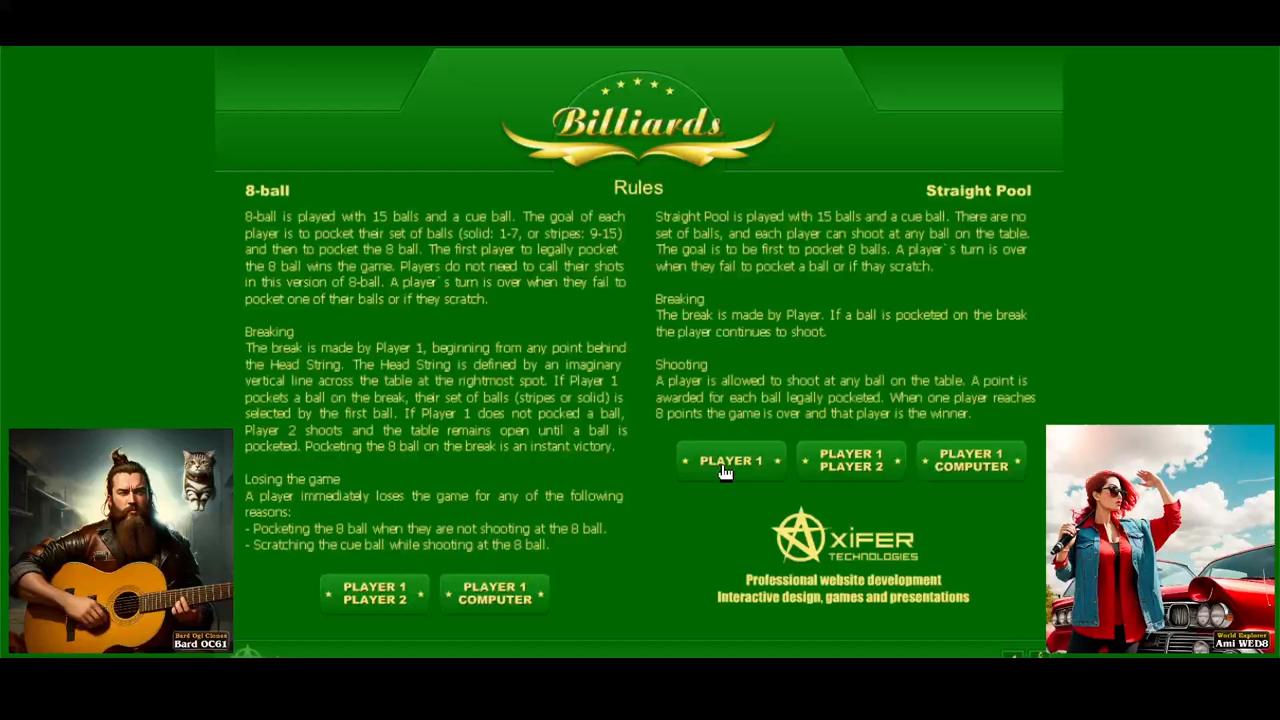 Billiards
Rules
8-ball
8-ball is played with 15 balls and a cue ball. The goal of each
player is to pocket their set of balls (solid: 1-7, or stripes: 9-15)
and then to pocket the 8 ball. The first player to legally pocket
the 8 ball wins the game. Players do not need to call their shots
in this version of 8-ball. A player`s turn is over when they fail to
pocket one of their balls or if they scratch.
Breaking
The break is made by Player 1, beginning from any point behind
the Head String. The Head String is defined by an imaginary
vertical line across the table at the rightmost spot. If Player 1
pockets a ball on the break, their set of balls (stripes or solid) is
selected by the first ball. If Player 1 does not pocked a ball,
Player 2 shoots and the table remains open until a ball is
pocketed. Pocketing the 8 ball on the break is an instant victory.
Losing the game
A player immediately loses the game for any of the following
reasons:
- Pocketing the 8 ball when they are not shooting at the 8 ball.
- Scratching the cue ball while shooting at the 8 ball.
PLAYER 1
PLAYER 2
PLAYER 1
COMPUTER
Straight Pool
Straight Pool is played with 15 balls and a cue ball. There are no
set of balls, and each player can shoot at any ball on the table.
The goal is to be first to pocket 8 balls. A player`s turn is over
when they fail to pocket a ball or if thay scratch.
Breaking
The break is made by Player. If a ball is pocketed on the break
the player continues to shoot.
Shooting
A player is allowed to shoot at any ball on the table. A point is
awarded for each ball legally pocketed. When one player reaches
8 points the game is over and that player is the winner.
PLAYER 1
PLAYER 1
PLAYER 2
PLAYER 1
COMPUTER
XIFER
TECHNOLOGIES
Professional website development
Interactive design, games and presentations
Bard Ogi Clones
Bard OC61
World Explorer
Ami WED8